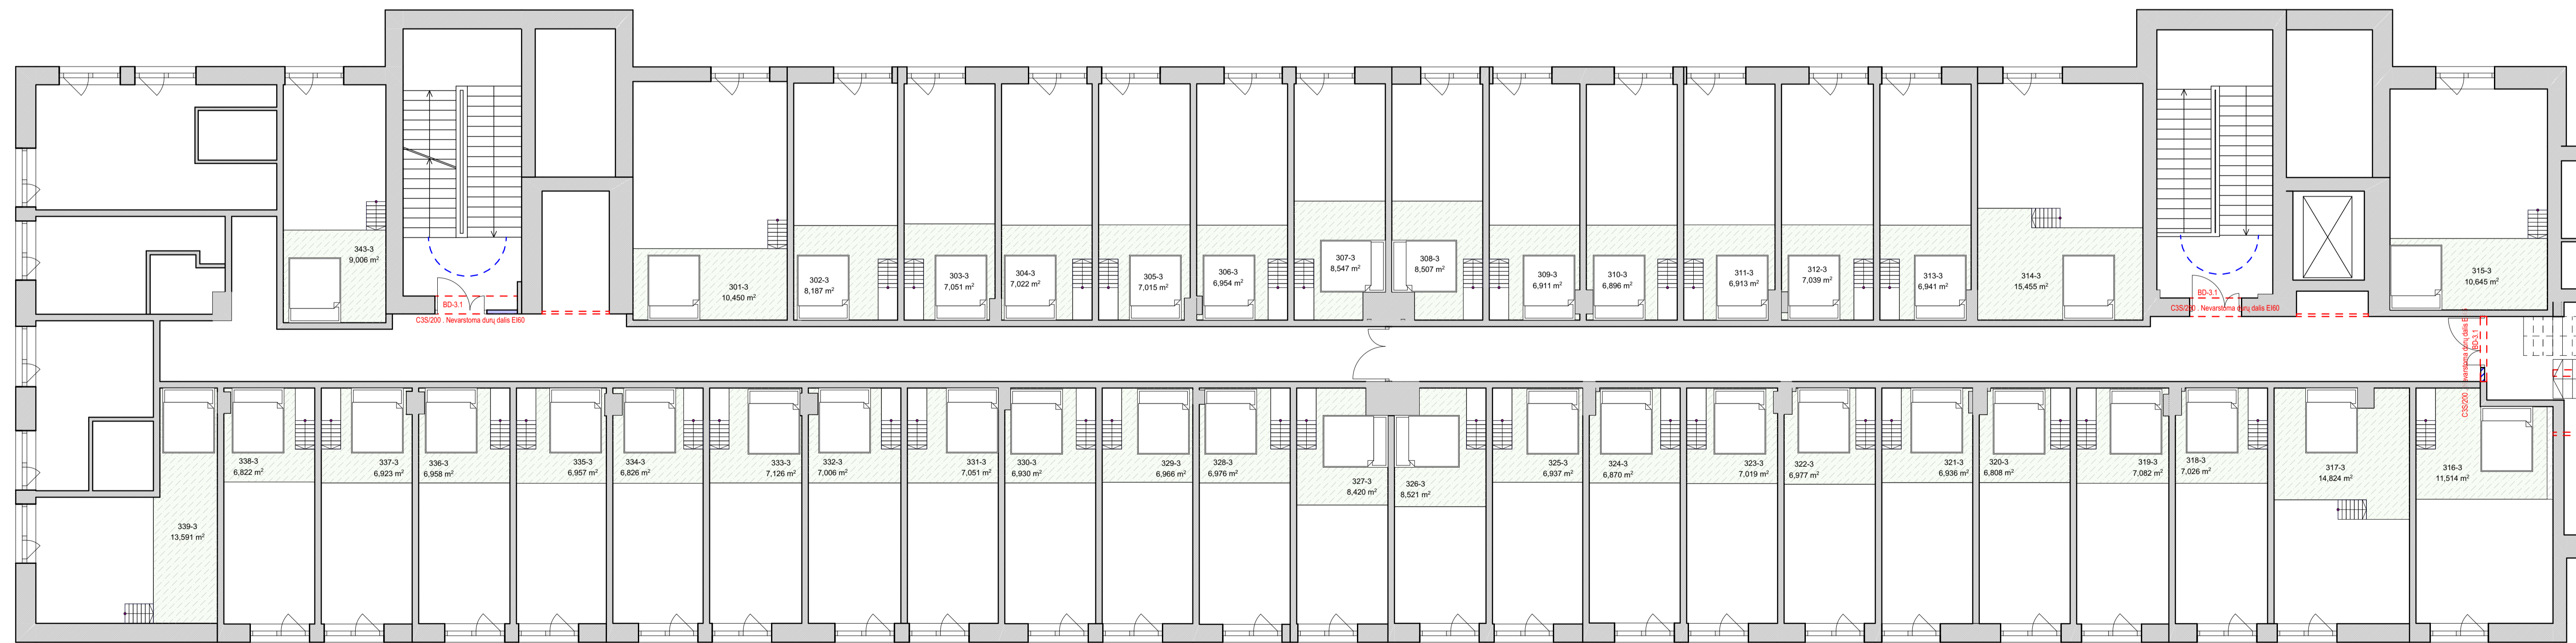 343-3
9,006 m²
BD-3.1
C3S/200 . Nevarstoma durų dalis EI60
301-3
10,450 m²
302-3
8,187 m²
303-3
7,051 m²
304-3
7,022 m²
305-3
7,015 m²
306-3
6,954 m²
307-3
8,547 m²
308-3
8,507 m²
309-3
6,911 m²
310-3
6,896 m²
311-3
6,913 m²
312-3
7,039 m²
313-3
6,941 m²
314-3
15,455 m²
BD-3.1
C3S/200 . Nevarstoma durų dalis EI60
315-3
10,645 m²
BD-3.1
C3S/200
durų dalis
339-3
13,591 m²
338-3
6,822 m²
337-3
6,923 m²
336-3
6,958 m²
335-3
6,957 m²
334-3
6,826 m²
333-3
7,126 m²
332-3
7,006 m²
331-3
7,051 m²
330-3
6,930 m²
329-3
6,966 m²
328-3
6,976 m²
327-3
8,420 m²
326-3
8,521 m²
325-3
6,937 m²
324-3
6,870 m²
323-3
7,019 m²
322-3
6,977 m²
321-3
6,936 m²
320-3
6,808 m²
319-3
7,082 m²
318-3
7,026 m²
317-3
14,824 m²
316-3
11,514 m²